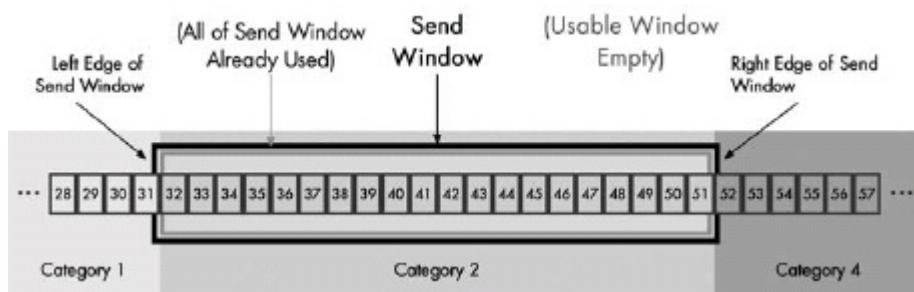 (All of Send Window
Already Used)
Send
Window
(Usable Window
Empty)
Left Edge of
Send Window
Right Edge of Send
Window
... 28 29 30 31 32 33 34 35 36 37 38 39 40 41 42 43 44 45 46 47 48 49 50 51 52 53 54 55 56 57 ...
Category 1 Category 2 Category 4